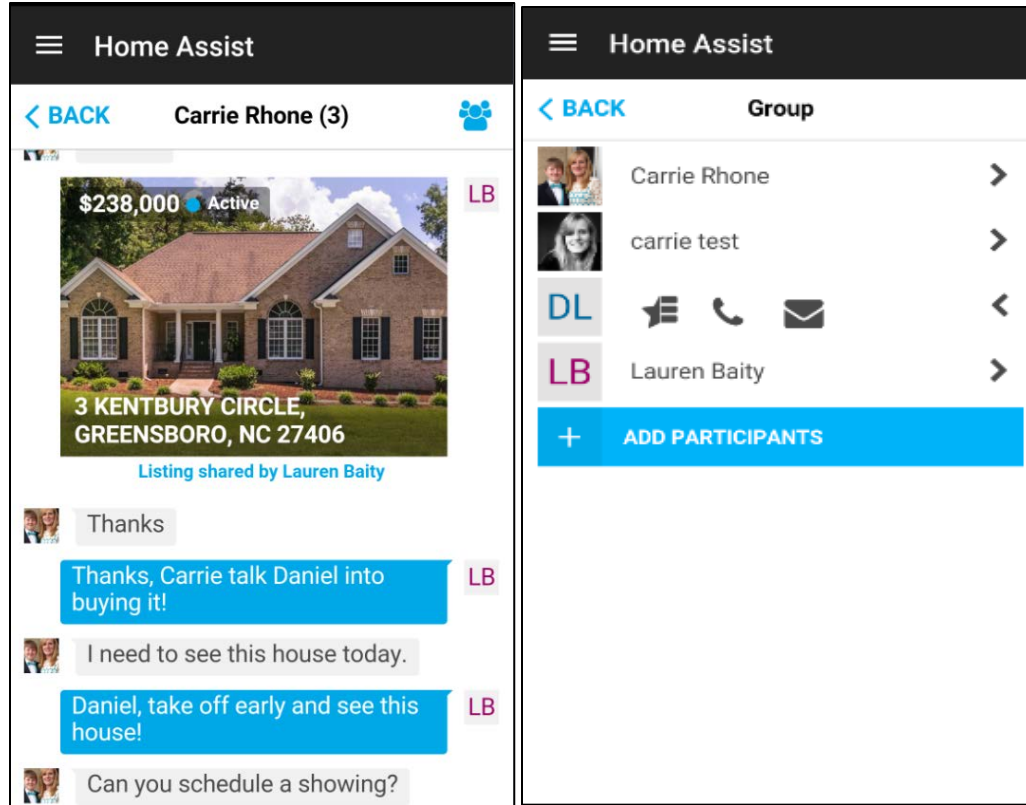 Home Assist
BACK
Carrie Rhone (3)
$238,000 Active
LB
3 KENTBURY CIRCLE,
GREENSBORO, NC 27406
Listing shared by Lauren Baity
Thanks
Thanks, Carrie talk Daniel into
buying it!
LB
I need to see this house today.
Daniel, take off early and see this
house!
LB
Can you schedule a showing?
Home Assist
BACK
Group
Carrie Rhone
carrie test
DL
LB
Lauren Baity
+ ADD PARTICIPANTS